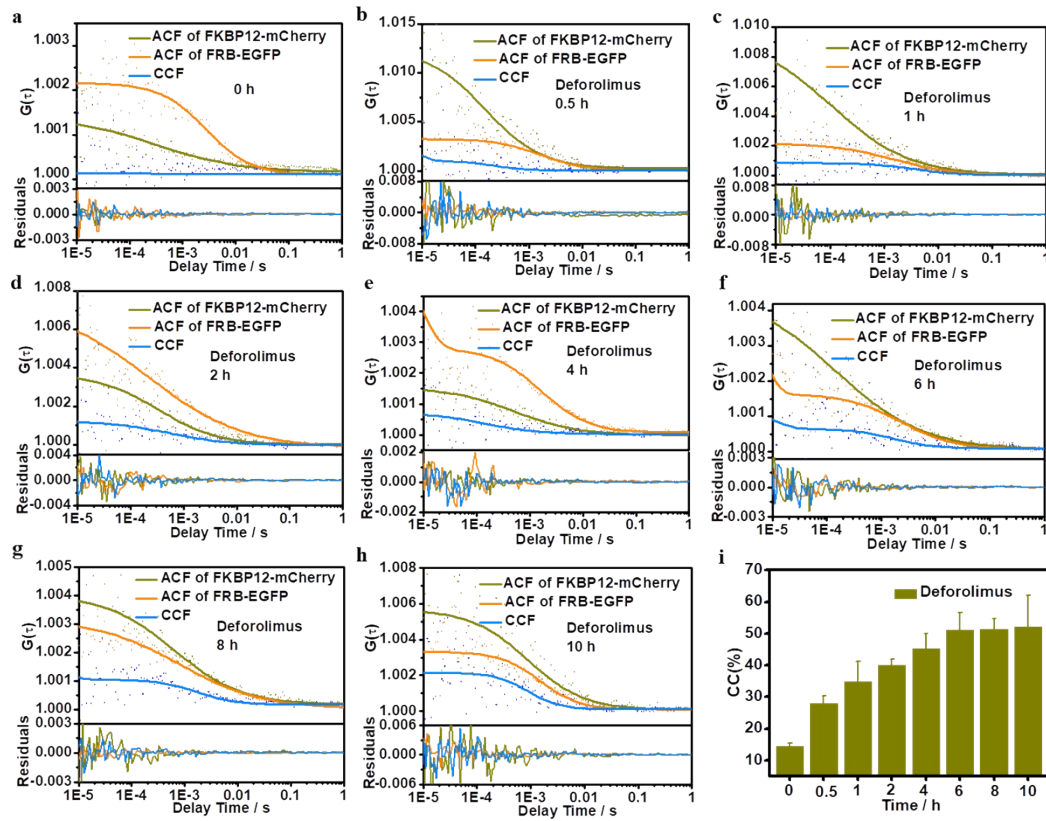 a
1.003
1.002
1.001
1.000
G(τ)
ACF of FKBP12-mCherry
ACF of FRB-EGFP
CCF
0 h
0.003
0.000
-0.003
Residuals
1E-5 1E-4 1E-3 0.01 0.1 1
Delay Time / s
b
1.015
1.010
1.005
1.000
G(τ)
ACF of FKBP12-mCherry
ACF of FRB-EGFP
CCF
Deforolimus
0.5 h
0.008
0.000
-0.008
Residuals
1E-5 1E-4 1E-3 0.01 0.1 1
Delay Time / s
c
1.010
1.008
1.006
1.004
1.002
1.000
G(τ)
ACF of FKBP12-mCherry
ACF of FRB-EGFP
CCF
Deforolimus
1 h
0.008
0.000
-0.008
Residuals
1E-5 1E-4 1E-3 0.01 0.1 1
Delay Time / s
d
1.008
1.006
1.004
1.002
1.000
G(τ)
ACF of FKBP12-mCherry
ACF of FRB-EGFP
CCF
Deforolimus
2 h
0.004
0.000
-0.004
Residuals
1E-5 1E-4 1E-3 0.01 0.1 1
Delay Time / s
e
1.004
1.003
1.002
1.001
1.000
G(τ)
ACF of FKBP12-mCherry
ACF of FRB-EGFP
CCF
Deforolimus
4 h
0.002
0.000
-0.002
Residuals
1E-5 1E-4 1E-3 0.01 0.1 1
Delay Time / s
f
1.004
1.003
1.002
1.001
G(τ)
ACF of FKBP12-mCherry
ACF of FRB-EGFP
CCF
Deforolimus
6 h
0.000
-0.003
Residuals
1E-5 1E-4 1E-3 0.01 0.1 1
Delay Time / s
g
1.005
1.004
1.003
1.002
1.001
1.000
G(τ)
ACF of FKBP12-mCherry
ACF of FRB-EGFP
CCF
Deforolimus
8 h
0.003
0.000
-0.003
Residuals
1E-5 1E-4 1E-3 0.01 0.1 1
Delay Time / s
h
1.008
1.006
1.004
1.002
1.000
G(τ)
ACF of FKBP12-mCherry
ACF of FRB-EGFP
CCF
Deforolimus
10 h
0.006
0.000
-0.006
Residuals
1E-5 1E-4 1E-3 0.01 0.1 1
Delay Time / s
i
70
60
50
40
30
20
10
CC(%)
Deforolimus
0 0.5 1 2 4 6 8 10
Time / h